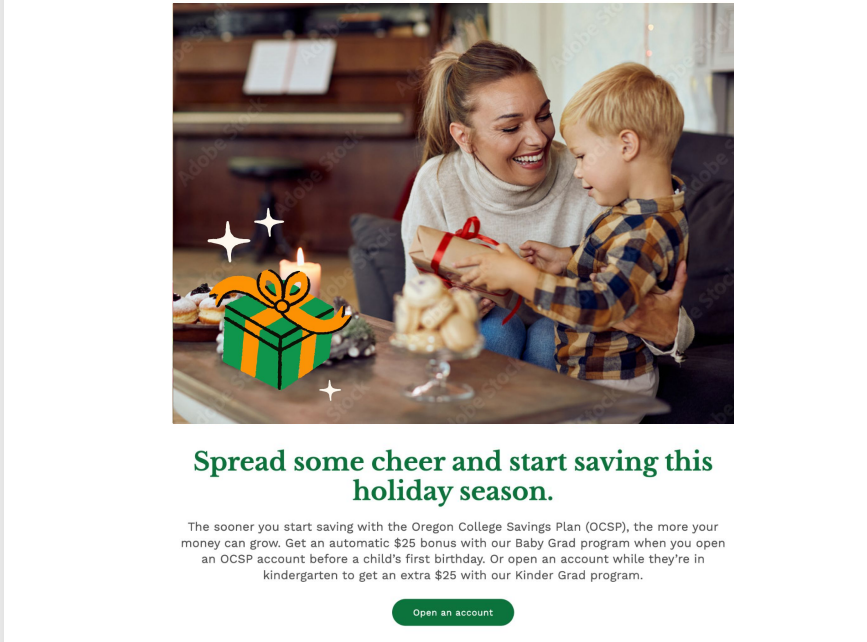 Adobe Stock
Spread some cheer and start saving this
holiday season.
The sooner you start saving with the Oregon College Savings Plan (OCSP), the more your
money can grow. Get an automatic $25 bonus with our Baby Grad program when you open
an OCSP account before a child’s first birthday. Or open an account while they’re in
kindergarten to get an extra $25 with our Kinder Grad program.
Open an account